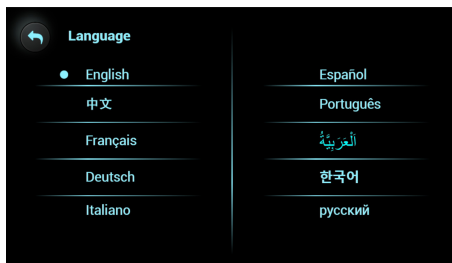 Language
English
中文
Français
Deutsch
Italiano
Español
Português
اَلْعَرَبِيَّةُ
한국어
русский